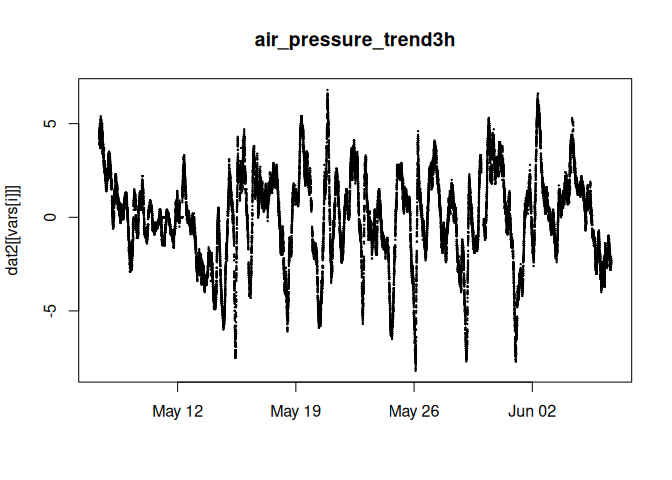 air_pressure_trend3h
dat2[[vars[i]]]
5
0
-5
May 12
May 19
May 26
Jun 02